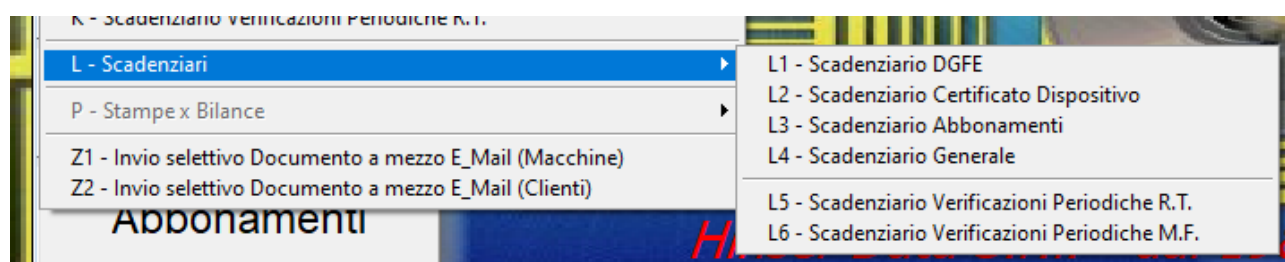 K - Scadenziario Verificazioni Periodiche R.T.
L - Scadenziari
P - Stampe x Bilance
Z1 - Invio selettivo Documento a mezzo E_Mail (Macchine)
Z2 - Invio selettivo Documento a mezzo E_Mail (Clienti)
L1 - Scadenziario DGFE
L2 - Scadenziario Certificato Dispositivo
L3 - Scadenziario Abbonamenti
L4 - Scadenziario Generale
L5 - Scadenziario Verificazioni Periodiche R.T.
L6 - Scadenziario Verificazioni Periodiche M.F.
Abbonamenti